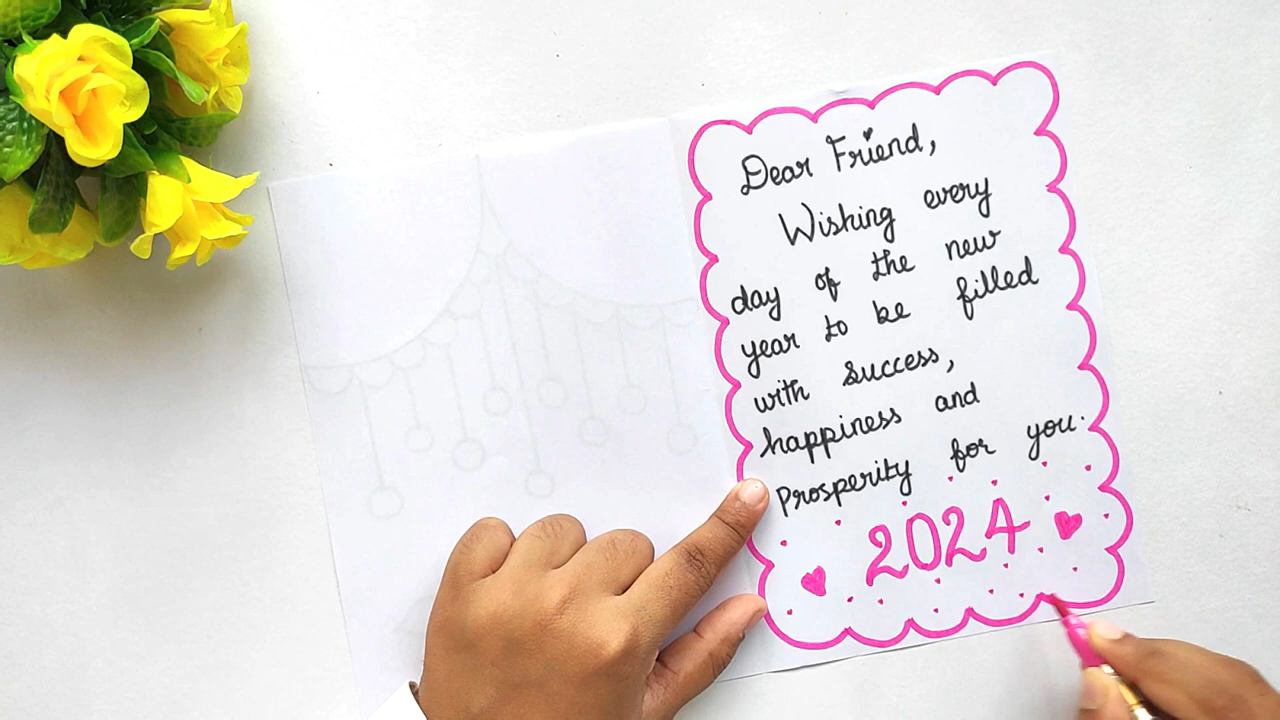 Dear Friend,
Wishing every
day of the new
year to be filled
with success,
happiness and
Prosperity for you.
2024